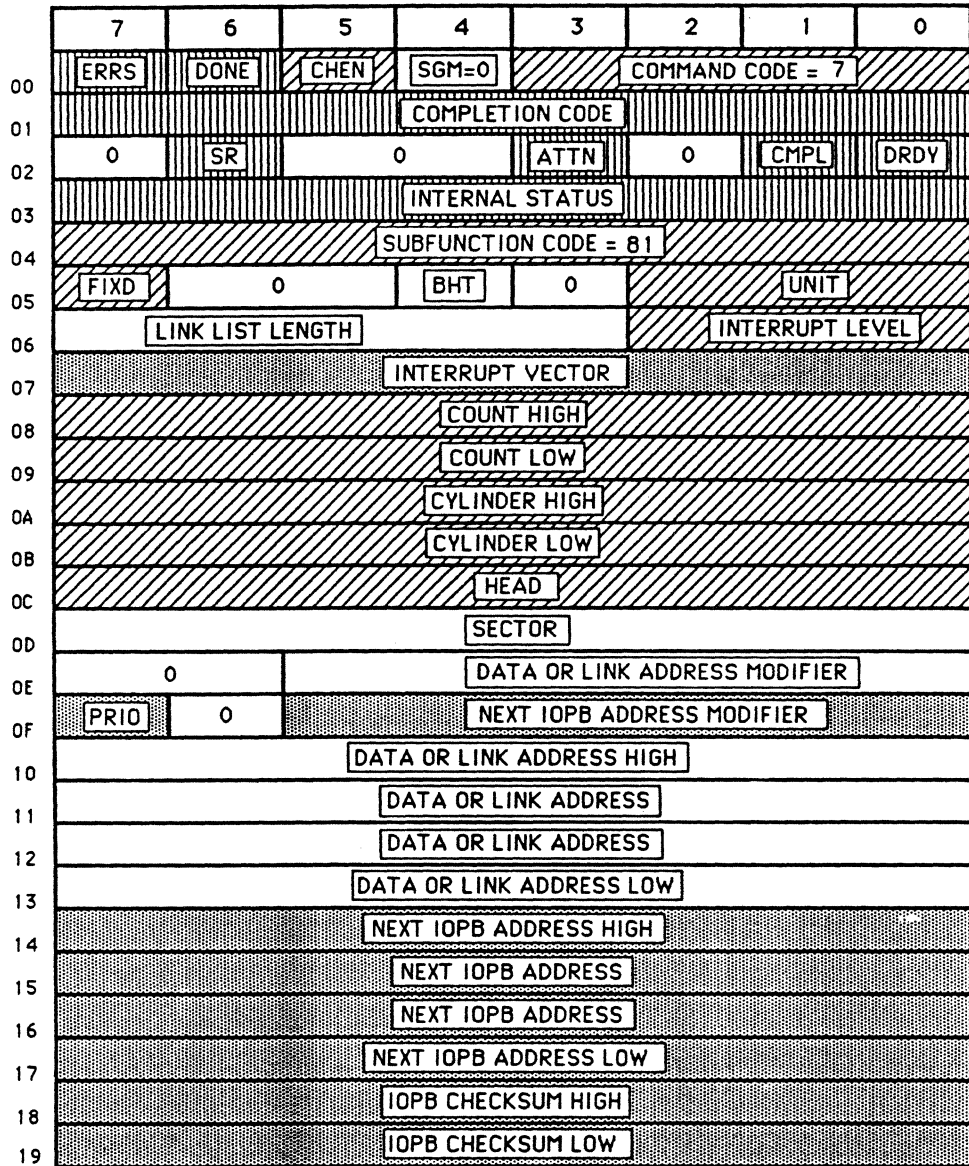 7 6 5 4 3 2 1 0
00 ERRS DONE CHEN SGM=0 COMMAND CODE = 7
01 COMPLETION CODE
02 0 SR 0 ATTN 0 CMPL DRDY
03 INTERNAL STATUS
04 SUBFUNCTION CODE = 81
05 FIXD 0 BHT 0 UNIT
06 LINK LIST LENGTH INTERRUPT LEVEL
07 INTERRUPT VECTOR
08 COUNT HIGH
09 COUNT LOW
0A CYLINDER HIGH
0B CYLINDER LOW
0C HEAD
0D SECTOR
0E 0 DATA OR LINK ADDRESS MODIFIER
0F PRIO 0 NEXT IOPB ADDRESS MODIFIER
10 DATA OR LINK ADDRESS HIGH
11 DATA OR LINK ADDRESS
12 DATA OR LINK ADDRESS
13 DATA OR LINK ADDRESS LOW
14 NEXT IOPB ADDRESS HIGH
15 NEXT IOPB ADDRESS
16 NEXT IOPB ADDRESS
17 NEXT IOPB ADDRESS LOW
18 IOPB CHECKSUM HIGH
19 IOPB CHECKSUM LOW